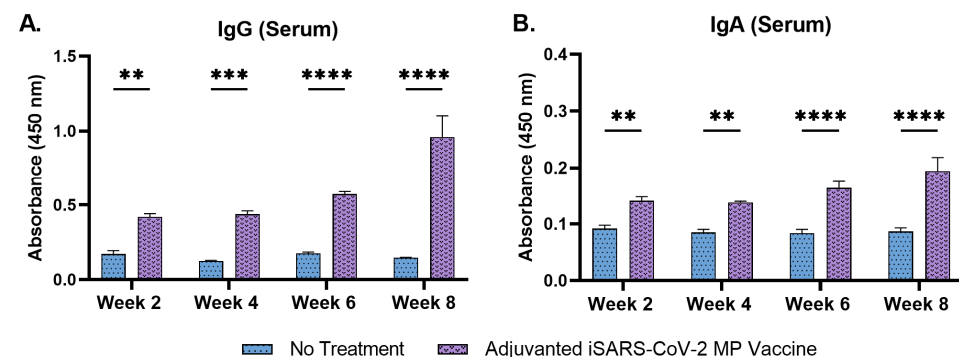 A.
IgG (Serum)
Absorbance (450 nm)
1.5
1.0
0.5
0.0
** *** **** ****
Week 2 Week 4 Week 6 Week 8
B.
IgA (Serum)
Absorbance (450 nm)
0.4
0.3
0.2
0.1
0.0
** ** **** ****
Week 2 Week 4 Week 6 Week 8
No Treatment Adjuvanted iSARS-CoV-2 MP Vaccine